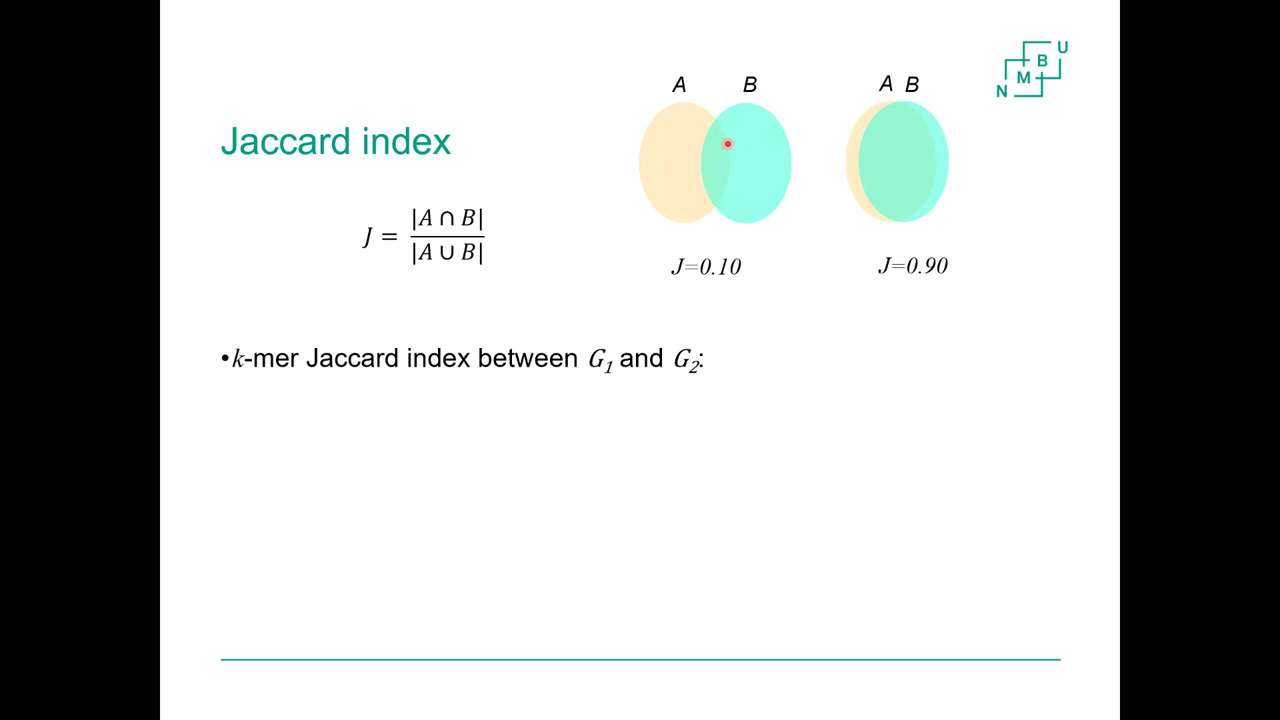 N M B U
A B
A B
Jaccard index
J = |A ∩ B| / |A ∪ B|
J=0.10
J=0.90
•k-mer Jaccard index between G₁ and G₂: